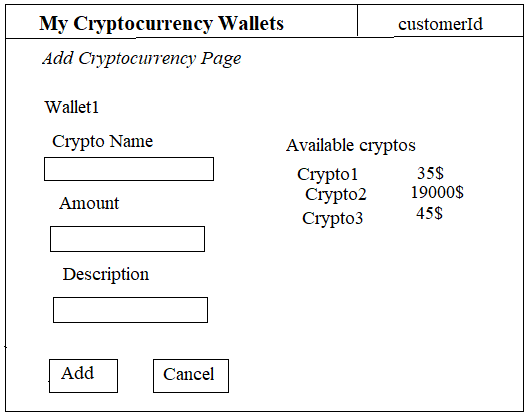 My Cryptocurrency Wallets
customerId
Add Cryptocurrency Page
Wallet1
Crypto Name
Amount
Description
Available cryptos
Crypto1 35$
Crypto2 19000$
Crypto3 45$
Add
Cancel